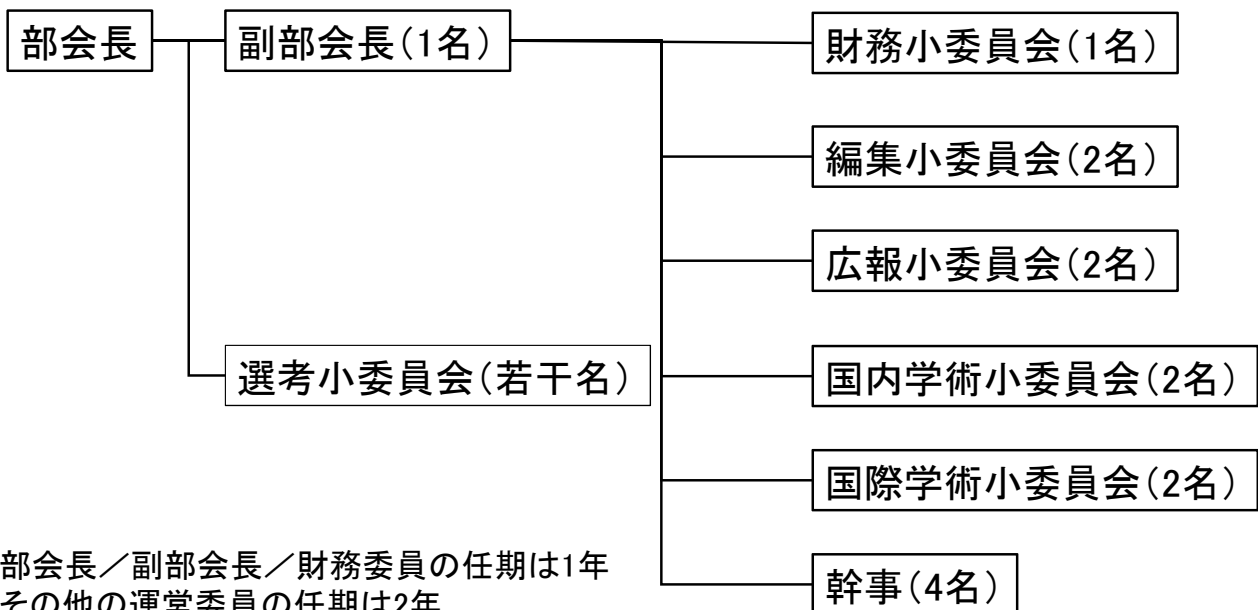 部会長
副部会長(1名)
財務小委員会(1名)
編集小委員会(2名)
広報小委員会(2名)
選考小委員会(若干名)
国内学術小委員会(2名)
国際学術小委員会(2名)
幹事(4名)
部会長／副部会長／財務委員の任期は1年
その他の運営委員の任期は2年